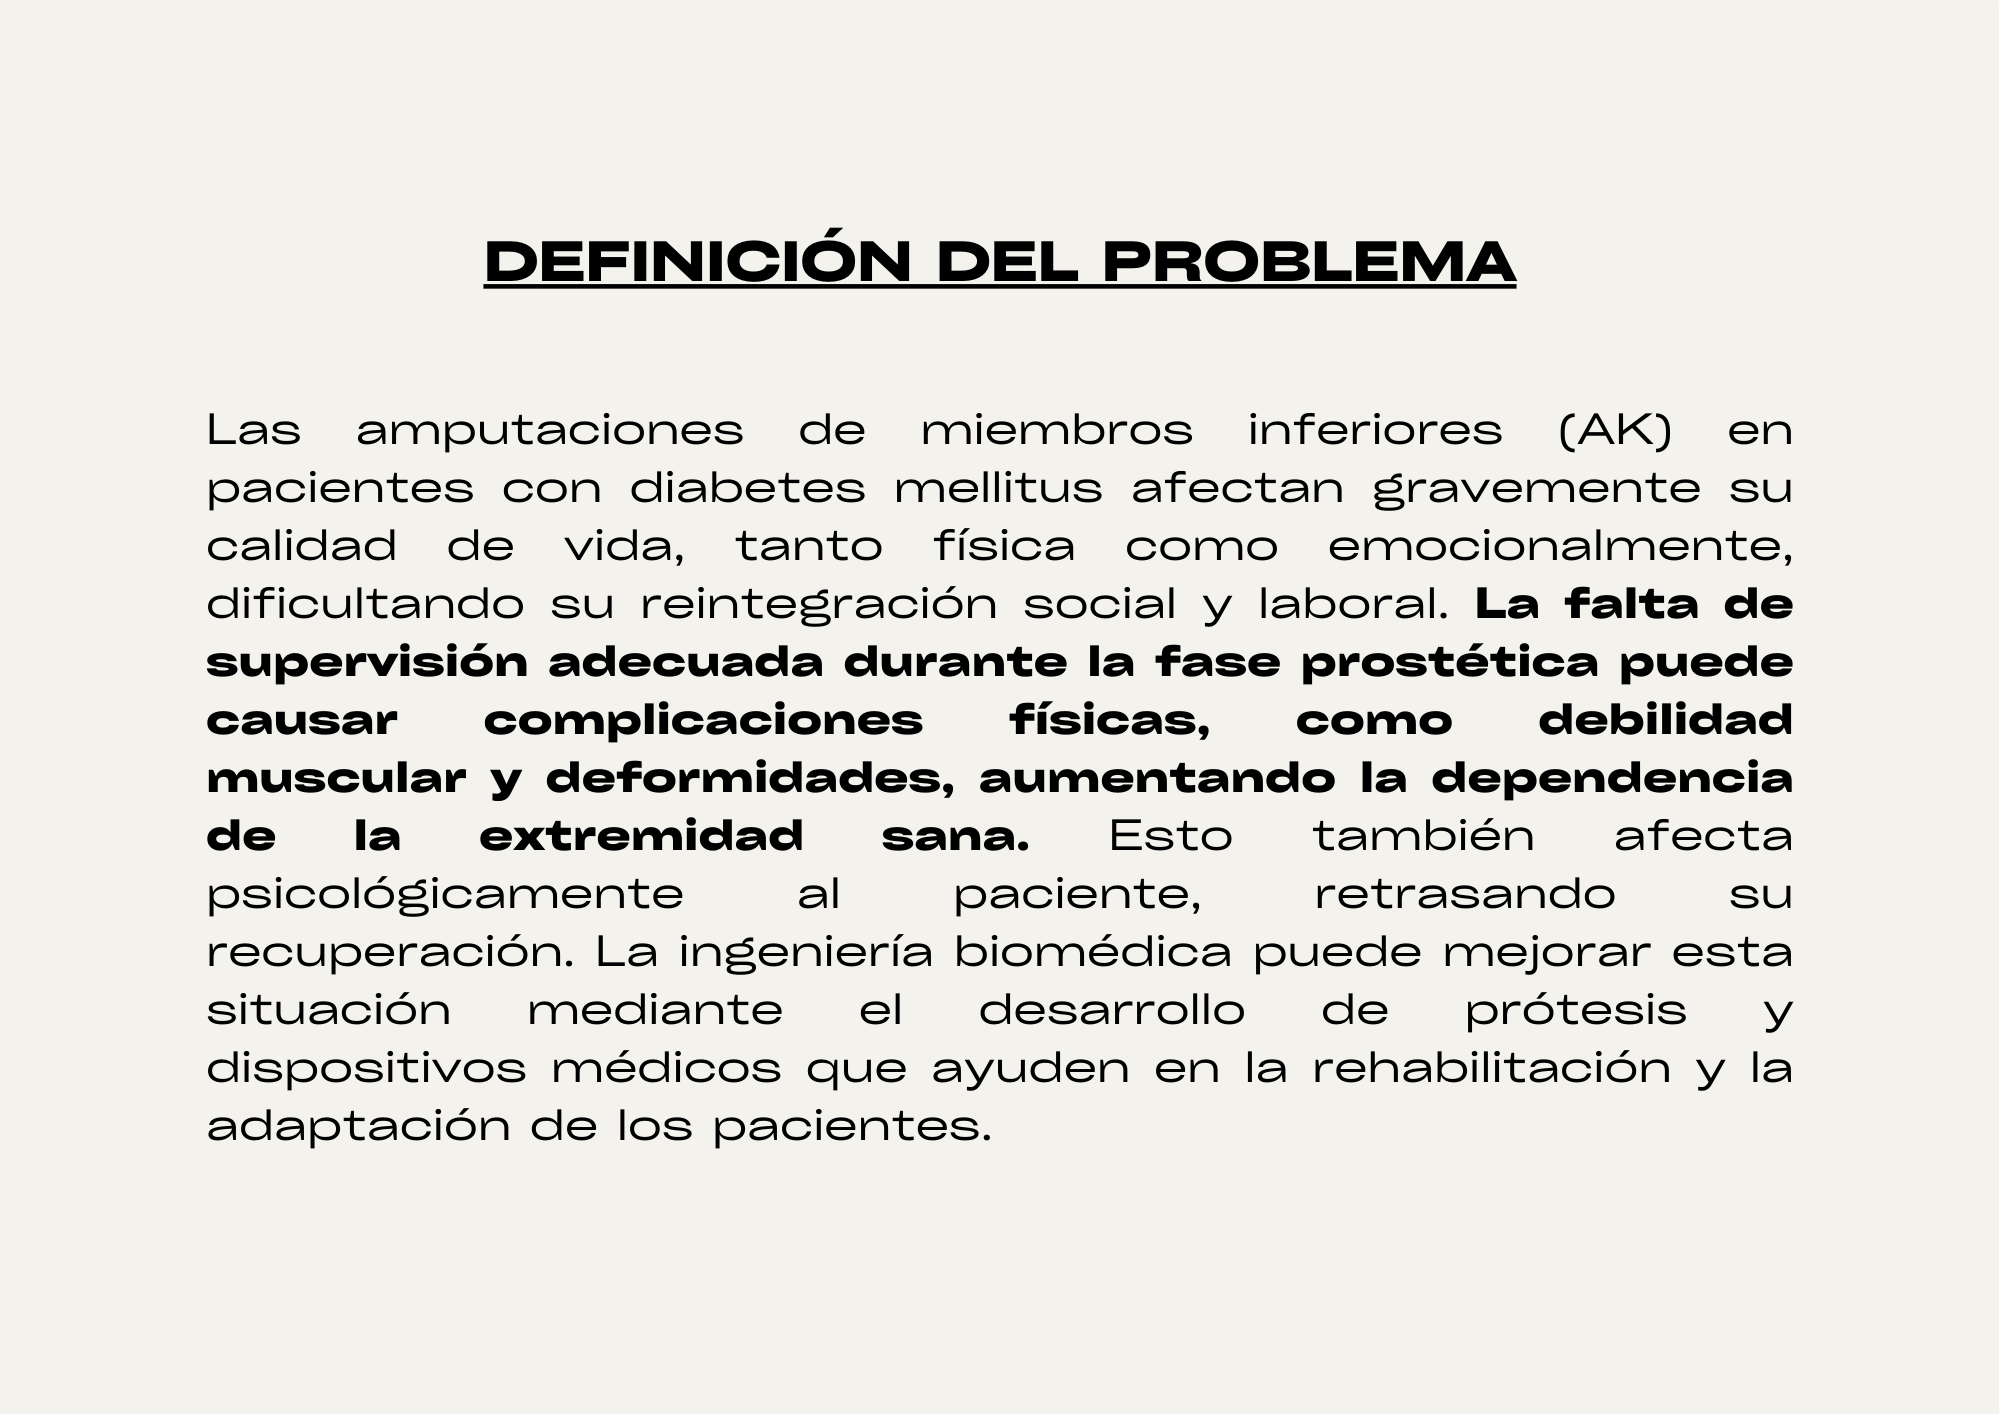 DEFINICIÓN DEL PROBLEMA
Las amputaciones de miembros inferiores (AK) en
pacientes con diabetes mellitus afectan gravemente su
calidad de vida, tanto física como emocionalmente,
dificultando su reintegración social y laboral. La falta de
supervisión adecuada durante la fase prostética puede
causar complicaciones físicas, como debilidad
muscular y deformidades, aumentando la dependencia
de la extremidad sana. Esto también afecta
psicológicamente al paciente, retrasando su
recuperación. La ingeniería biomédica puede mejorar esta
situación mediante el desarrollo de prótesis y
dispositivos médicos que ayuden en la rehabilitación y la
adaptación de los pacientes.